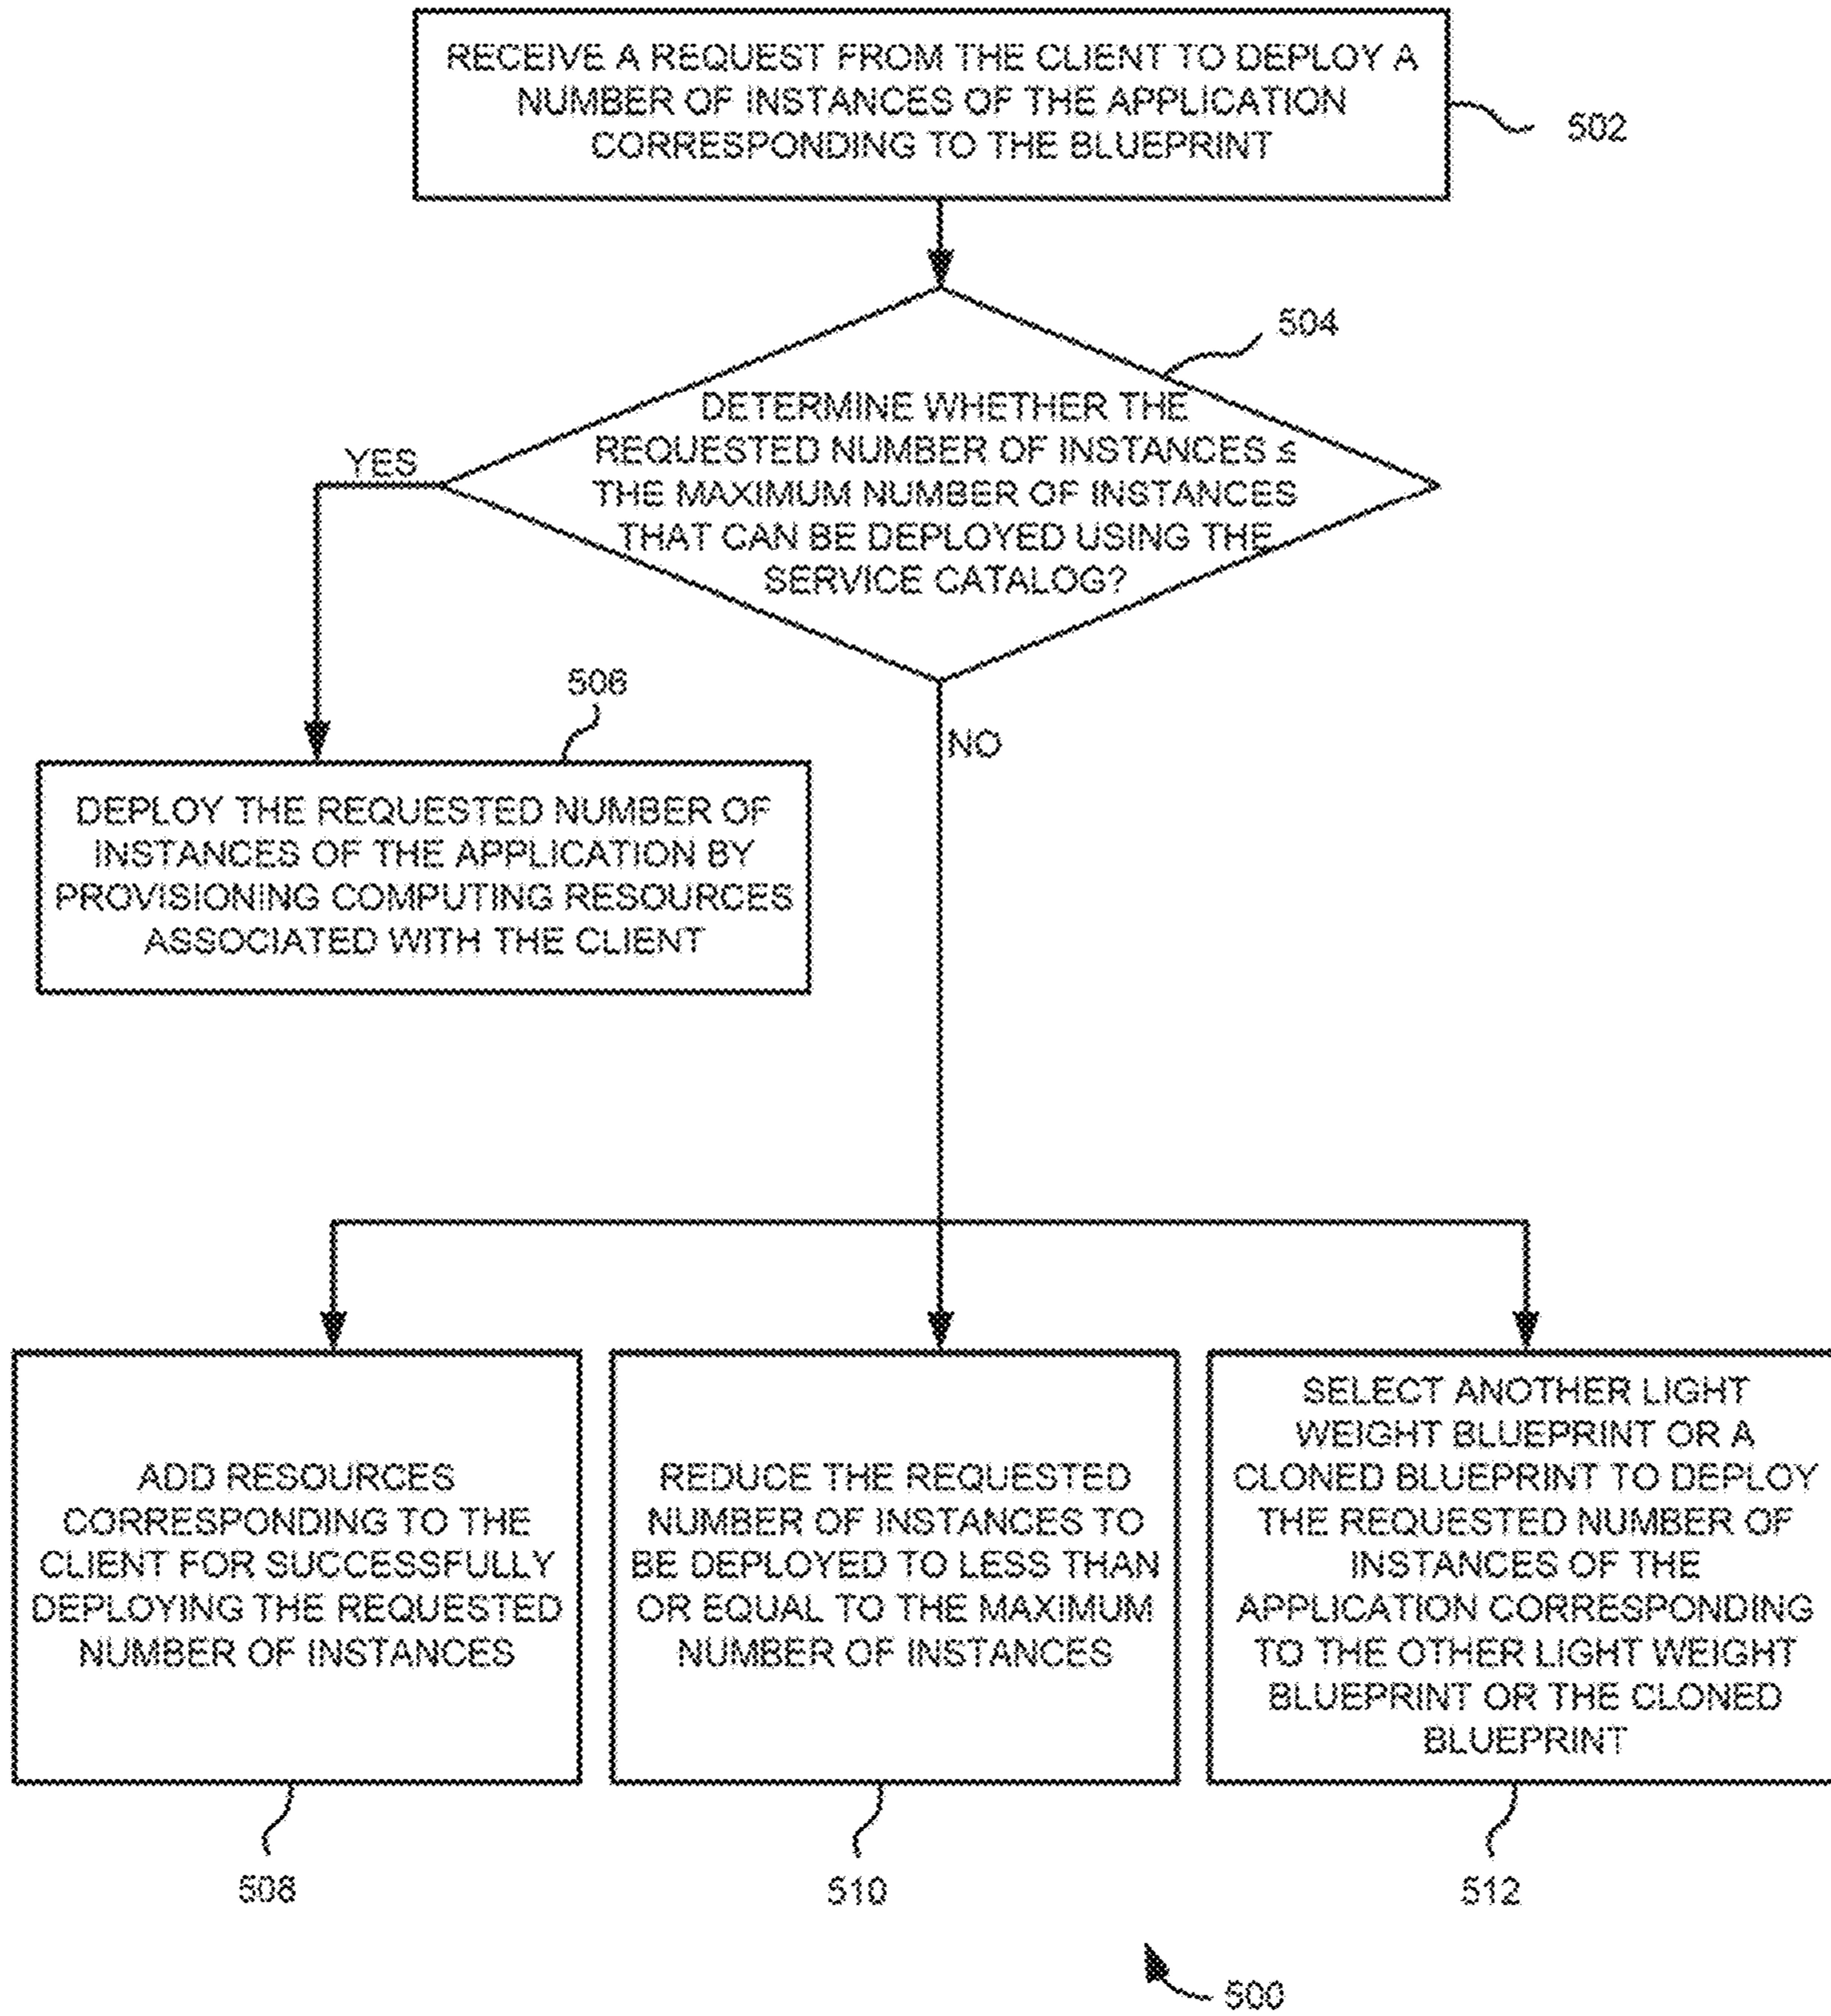 RECEIVE A REQUEST FROM THE CLIENT TO DEPLOY A
NUMBER OF INSTANCES OF THE APPLICATION
CORRESPONDING TO THE BLUEPRINT
502
504
DETERMINE WHETHER THE
REQUESTED NUMBER OF INSTANCES ≤
THE MAXIMUM NUMBER OF INSTANCES
THAT CAN BE DEPLOYED USING THE
SERVICE CATALOG?
YES
506
NO
DEPLOY THE REQUESTED NUMBER OF
INSTANCES OF THE APPLICATION BY
PROVISIONING COMPUTING RESOURCES
ASSOCIATED WITH THE CLIENT
ADD RESOURCES
CORRESPONDING TO THE
CLIENT FOR SUCCESSFULLY
DEPLOYING THE REQUESTED
NUMBER OF INSTANCES
REDUCE THE REQUESTED
NUMBER OF INSTANCES TO
BE DEPLOYED TO LESS THAN
OR EQUAL TO THE MAXIMUM
NUMBER OF INSTANCES
SELECT ANOTHER LIGHT
WEIGHT BLUEPRINT OR A
CLONED BLUEPRINT TO DEPLOY
THE REQUESTED NUMBER OF
INSTANCES OF THE
APPLICATION CORRESPONDING
TO THE OTHER LIGHT WEIGHT
BLUEPRINT OR THE CLONED
BLUEPRINT
508
510
512
500